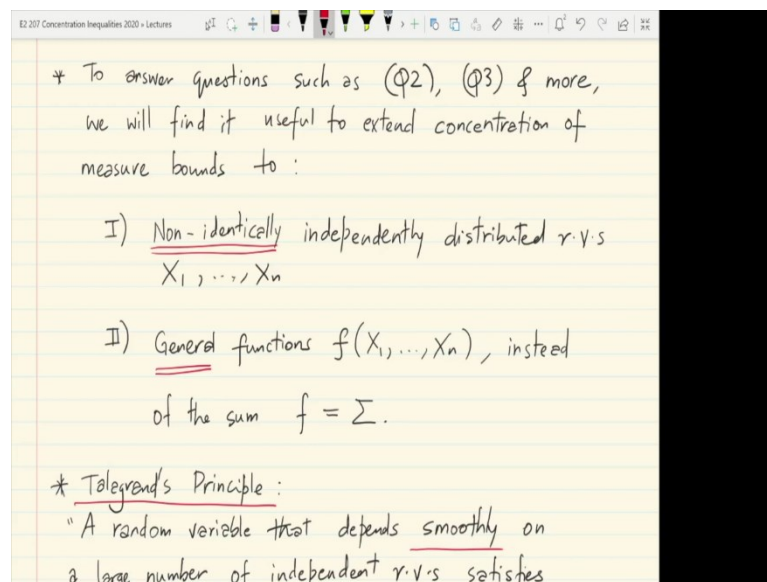 E2 207 Concentration Inequalities 2020 » Lectures
* To answer questions such as (Q2), (Q3) & more,
we will find it useful to extend concentration of
measure bounds to :
I) Non-identically independently distributed r.v.s
X1, ..., Xn
II) General functions f(X1, ..., Xn), instead
of the sum f = Σ.
* Talagrand's Principle :
"A random variable that depends smoothly on
a large number of independent r.v.s satisfies